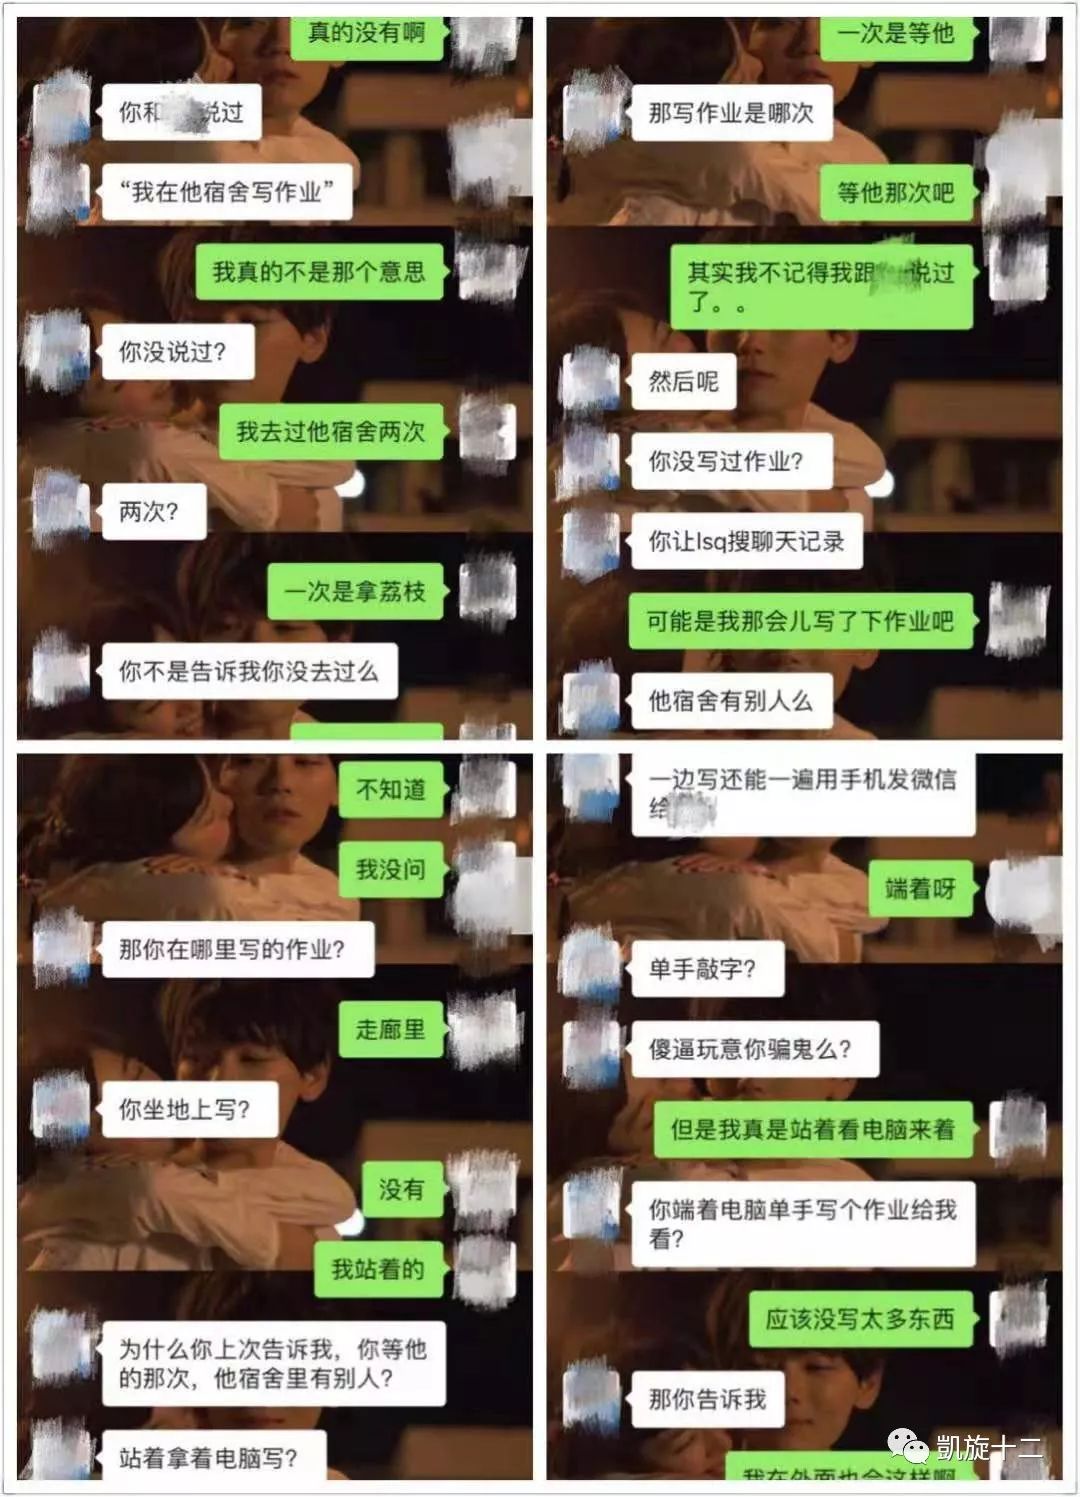 真的没有啊
你和
说过
“我在他宿舍写作业”
我真的不是那个意思
你没说过？
我去过他宿舍两次
两次？
一次是拿荔枝
你不是告诉我你没去过么
一次是等他
那写作业是哪次
等他那次吧
其实我不记得我跟
说过
了。。
然后呢
你没写过作业？
你让lsq搜聊天记录
可能是我那会儿写了下作业吧
他宿舍有别人么
不知道
我没问
那你在哪里写的作业？
走廊里
你坐地上写？
没有
我站着的
为什么你上次告诉我，你等他
的那次，他宿舍里有别人？
站着拿着电脑写？
一边写还能一遍用手机发微信
给
端着呀
单手敲字？
傻逼玩意你骗鬼么？
但是我真是站着看电脑来着
你端着电脑单手写个作业给我
看？
应该没写太多东西
那你告诉我
我在外面也会这样啊
凯旋十二